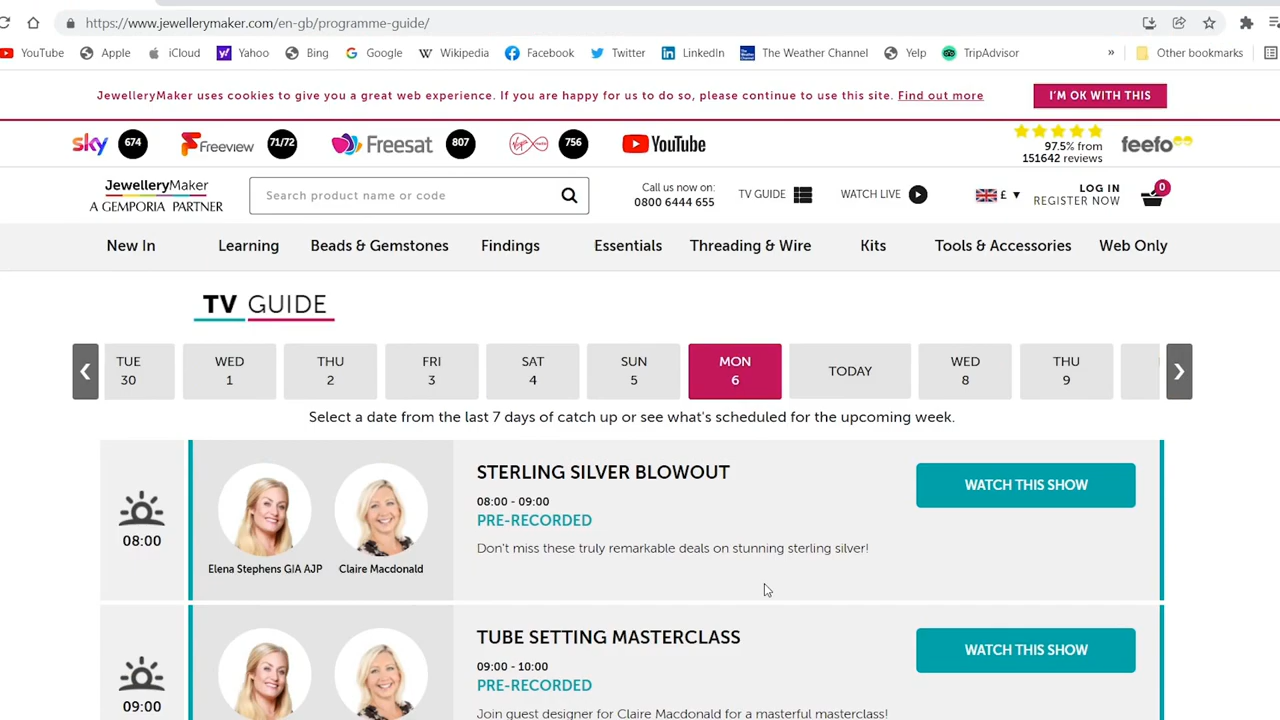 https://www.jewellerymaker.com/en-gb/programme-guide/
YouTube Apple iCloud Yahoo Bing Google Wikipedia Facebook Twitter LinkedIn The Weather Channel Yelp TripAdvisor » Other bookmarks
JewelleryMaker uses cookies to give you a great web experience. If you are happy for us to do so, please continue to use this site. Find out more
I'M OK WITH THIS
sky 674 Freeview 71/72 Freesat 807 756 YouTube
97.5% from
151642 reviews
feefo
JewelleryMaker
A GEMPORIA PARTNER
Search product name or code
Call us now on:
0800 6444 655
TV GUIDE
WATCH LIVE
£ ▼
LOG IN
REGISTER NOW
0
New In Learning Beads & Gemstones Findings Essentials Threading & Wire Kits Tools & Accessories Web Only
TV GUIDE
❮ TUE 30 WED 1 THU 2 FRI 3 SAT 4 SUN 5 MON 6 TODAY WED 8 THU 9 ❯
Select a date from the last 7 days of catch up or see what's scheduled for the upcoming week.
08:00
Elena Stephens GIA AJP Claire Macdonald
STERLING SILVER BLOWOUT
08:00 - 09:00
PRE-RECORDED
Don't miss these truly remarkable deals on stunning sterling silver!
WATCH THIS SHOW
09:00
TUBE SETTING MASTERCLASS
09:00 - 10:00
PRE-RECORDED
Join guest designer for Claire Macdonald for a masterful masterclass!
WATCH THIS SHOW